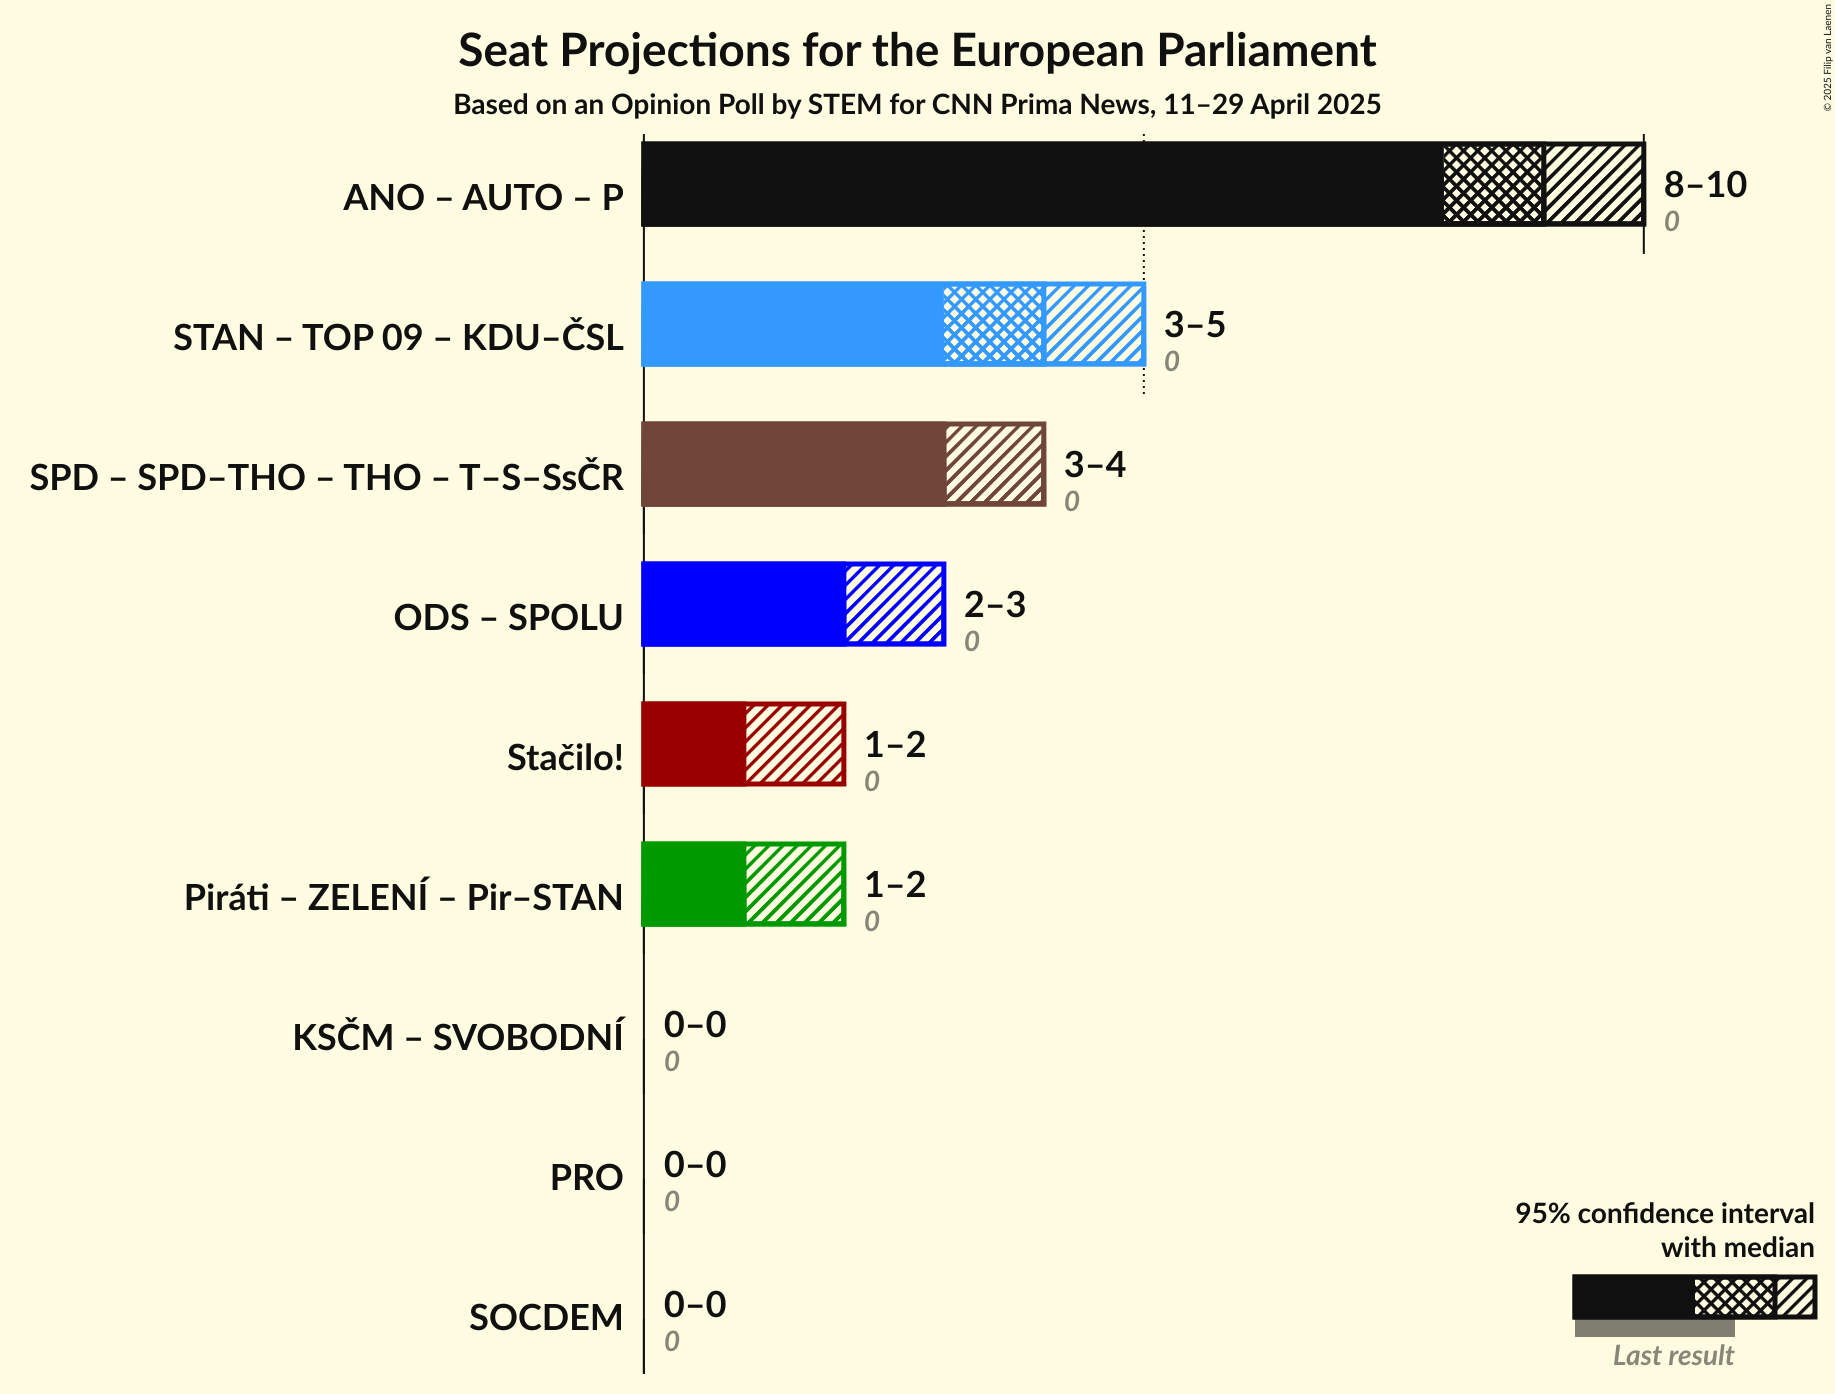 Seat Projections for the European Parliament
Based on an Opinion Poll by STEM for CNN Prima News, 11–29 April 2025
© 2025 Filip van Laenen
ANO – AUTO – P
8–10
0
STAN – TOP 09 – KDU–ČSL
3–5
0
SPD – SPD–THO – THO – T–S–SsČR
3–4
0
ODS – SPOLU
2–3
0
Stačilo!
1–2
0
Piráti – ZELENÍ – Pir–STAN
1–2
0
KSČM – SVOBODNÍ
0–0
0
PRO
0–0
0
SOCDEM
0–0
0
95% confidence interval
with median
Last result